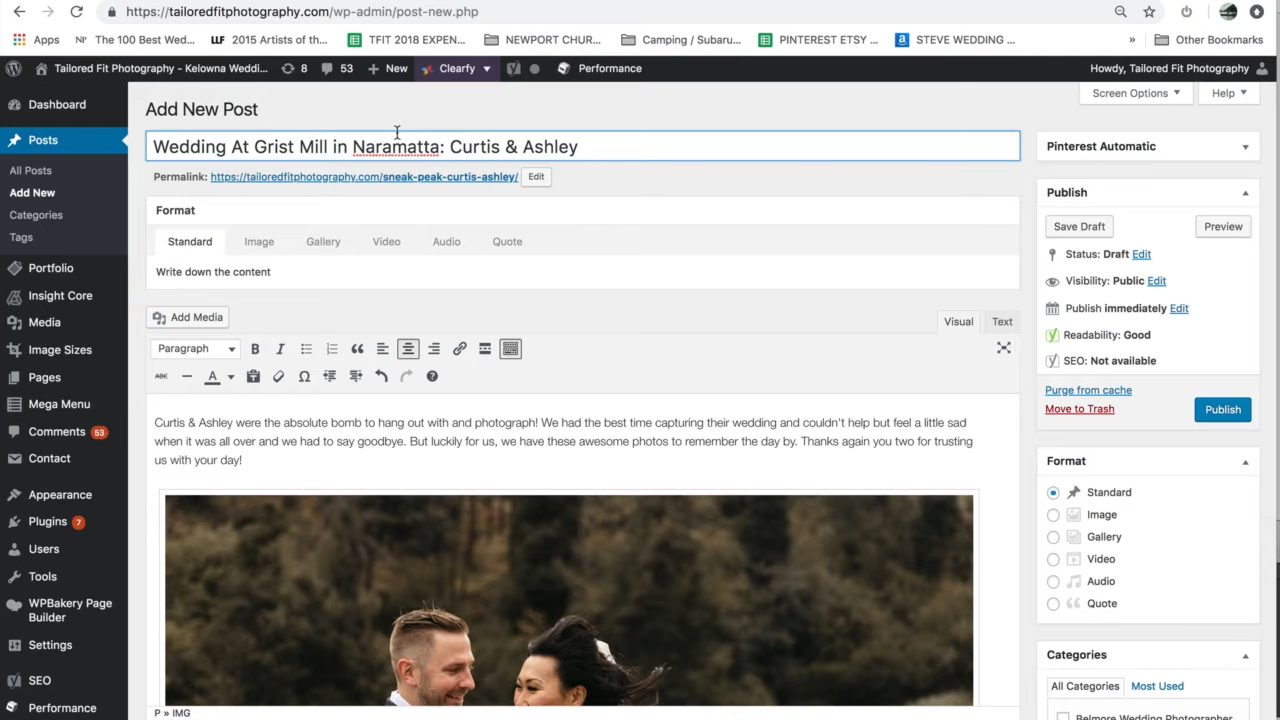 https://tailoredfitphotography.com/wp-admin/post-new.php
Apps
NP The 100 Best Wed...
LLF 2015 Artists of th...
TFIT 2018 EXPEN...
NEWPORT CHUR...
Camping / Subaru...
PINTEREST ETSY ...
a STEVE WEDDING ...
»
Other Bookmarks
Tailored Fit Photography - Kelowna Weddi...
8
53
+ New
Clearfy
Performance
Howdy, Tailored Fit Photography
Dashboard
Posts
All Posts
Add New
Categories
Tags
Portfolio
Insight Core
Media
Image Sizes
Pages
Mega Menu
Comments 53
Contact
Appearance
Plugins 7
Users
Tools
WPBakery Page
Builder
Settings
SEO
Performance
Screen Options
Help
Add New Post
Wedding At Grist Mill in Naramatta: Curtis & Ashley
Permalink: https://tailoredfitphotography.com/sneak-peak-curtis-ashley/ Edit
Format
Standard Image Gallery Video Audio Quote
Write down the content
Add Media
Visual Text
Paragraph B I
ABC A Ω
Curtis & Ashley were the absolute bomb to hang out with and photograph! We had the best time capturing their wedding and couldn't help but feel a little sad
when it was all over and we had to say goodbye. But luckily for us, we have these awesome photos to remember the day by. Thanks again you two for trusting
us with your day!
P » IMG
Pinterest Automatic
Publish
Save Draft Preview
Status: Draft Edit
Visibility: Public Edit
Publish immediately Edit
Readability: Good
SEO: Not available
Purge from cache
Move to Trash
Publish
Format
Standard
Image
Gallery
Video
Audio
Quote
Categories
All Categories Most Used
Belmore Wedding Photographer